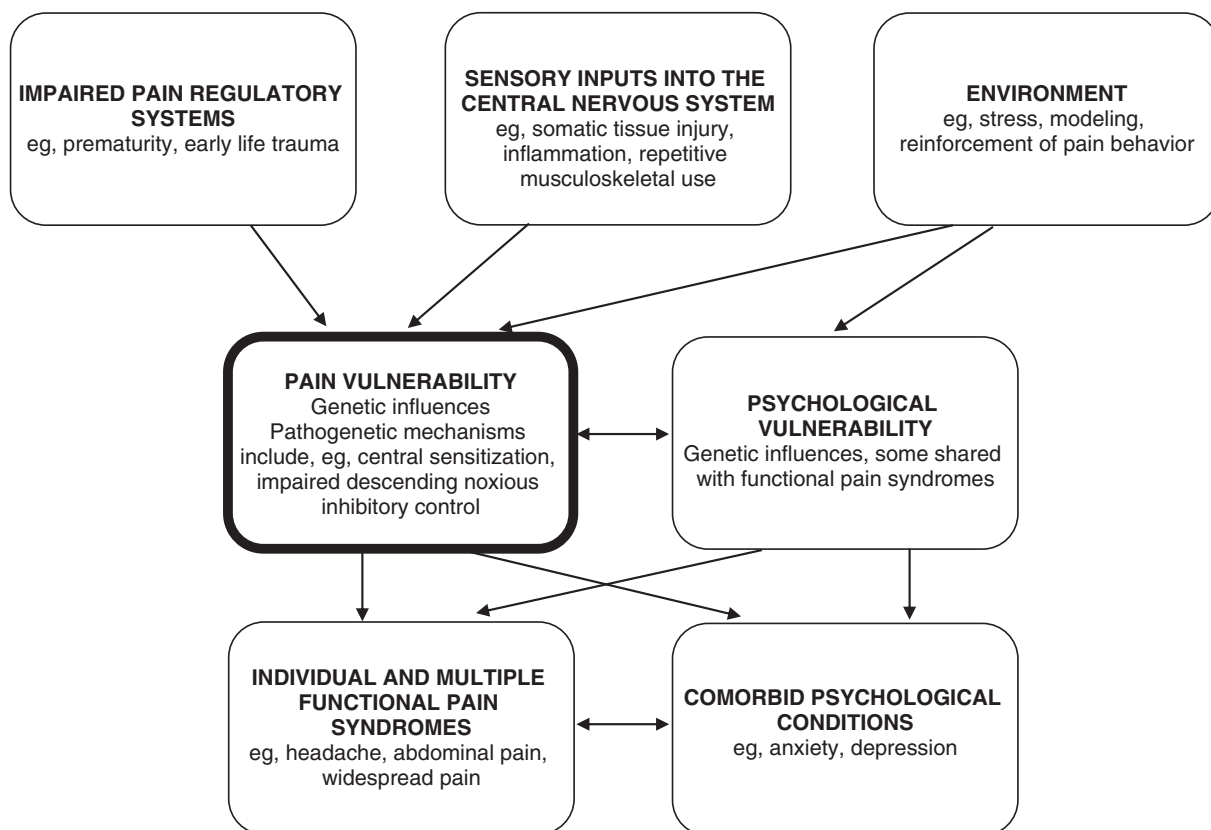 IMPAIRED PAIN REGULATORY
SYSTEMS
eg, prematurity, early life trauma
SENSORY INPUTS INTO THE
CENTRAL NERVOUS SYSTEM
eg, somatic tissue injury,
inflammation, repetitive
musculoskeletal use
ENVIRONMENT
eg, stress, modeling,
reinforcement of pain behavior
PAIN VULNERABILITY
Genetic influences
Pathogenetic mechanisms
include, eg, central sensitization,
impaired descending noxious
inhibitory control
PSYCHOLOGICAL
VULNERABILITY
Genetic influences, some shared
with functional pain syndromes
INDIVIDUAL AND MULTIPLE
FUNCTIONAL PAIN
SYNDROMES
eg, headache, abdominal pain,
widespread pain
COMORBID PSYCHOLOGICAL
CONDITIONS
eg, anxiety, depression